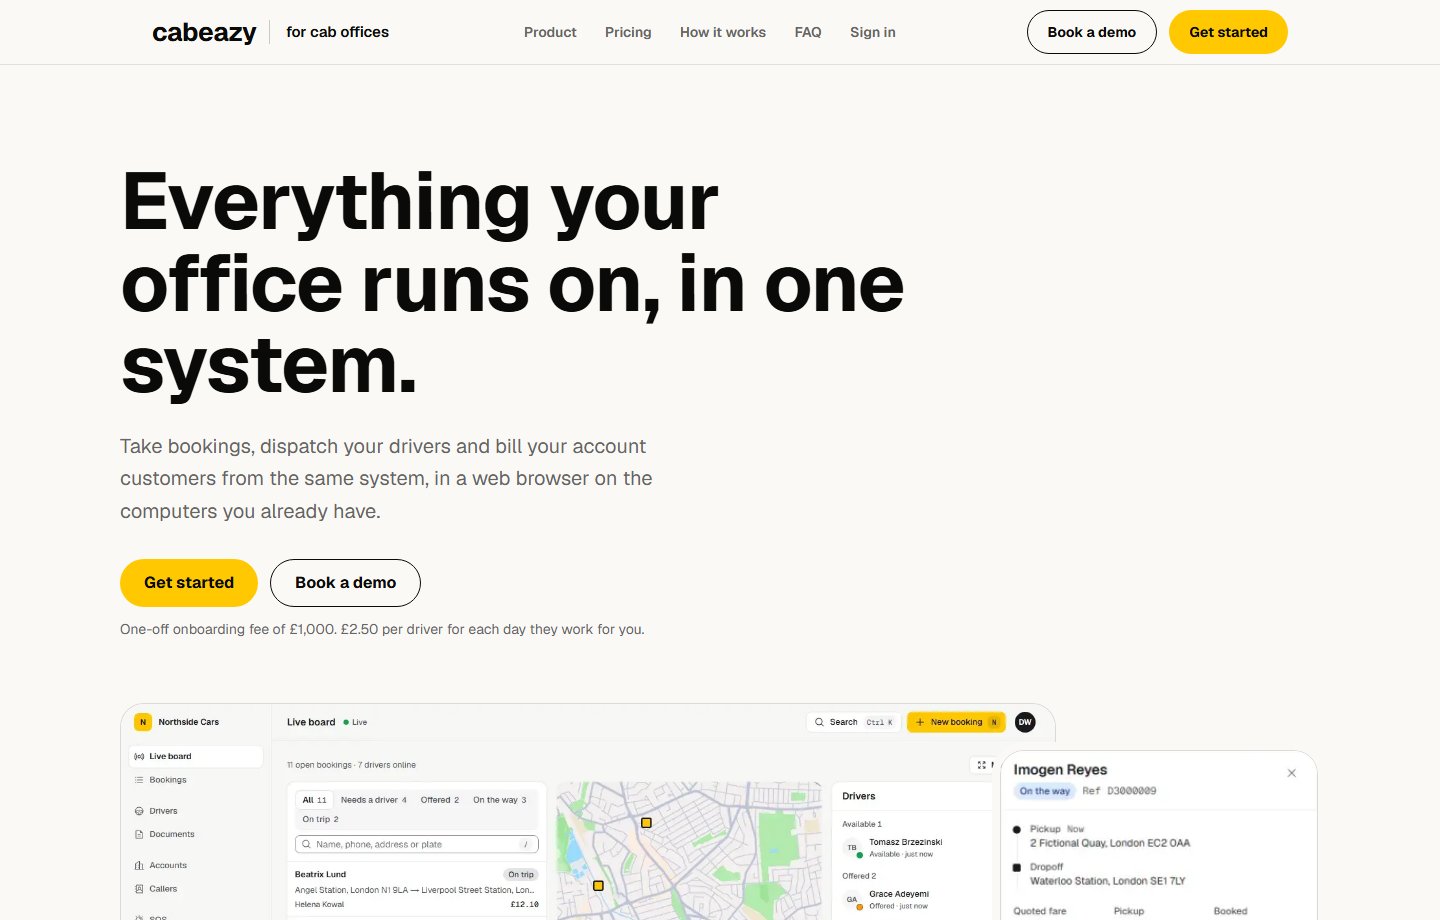 cabeazy
for cab offices
Product
Pricing
How it works
FAQ
Sign in
Book a demo
Get started
Everything your
office runs on, in one
system.
Take bookings, dispatch your drivers and bill your account
customers from the same system, in a web browser on the
computers you already have.
Get started
Book a demo
One-off onboarding fee of £1,000. £2.50 per driver for each day they work for you.
N
Northside Cars
Live board
Bookings
Drivers
Documents
Accounts
Callers
SOS
Live board
Live
Search
Ctrl K
New booking
N
DW
11 open bookings · 7 drivers online
All 11
Needs a driver 4
Offered 2
On the way 3
On trip 2
Name, phone, address or plate
/
Beatrix Lund
On trip
Angel Station, London N1 9LA → Liverpool Street Station, Lon...
Helena Kowal
£12.10
Drivers
Available 1
TB
Tomasz Brzezinski
Available · just now
Offered 2
GA
Grace Adeyemi
Offered · just now
Imogen Reyes
On the way
Ref D3000009
Pickup Now
2 Fictional Quay, London EC2 0AA
Dropoff
Waterloo Station, London SE1 7LY
Quoted fare
Pickup
Booked